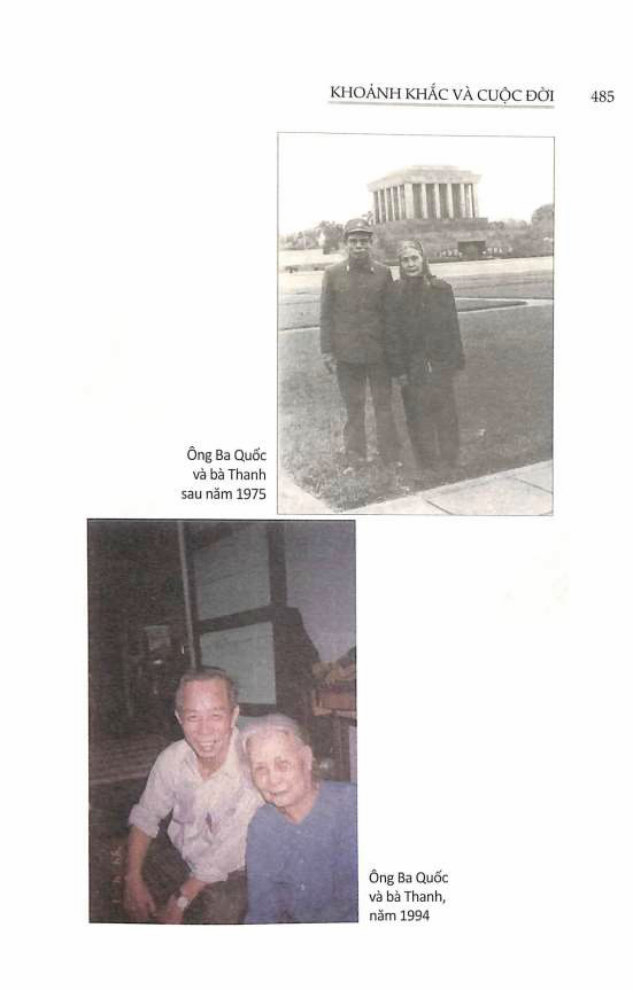 KHOẢNH KHẮC VÀ CUỘC ĐỜI 485
Ông Ba Quốc
và bà Thanh
sau năm 1975
Ông Ba Quốc
và bà Thanh,
năm 1994